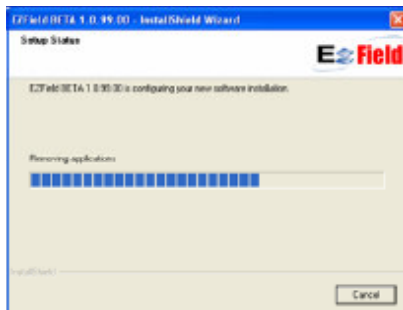 EZField BETA 1.0.99.00 - InstallShield Wizard
Setup Status
EzField
EZField BETA 1.0.99.00 is configuring your new software installation.
Removing applications
InstallShield
Cancel